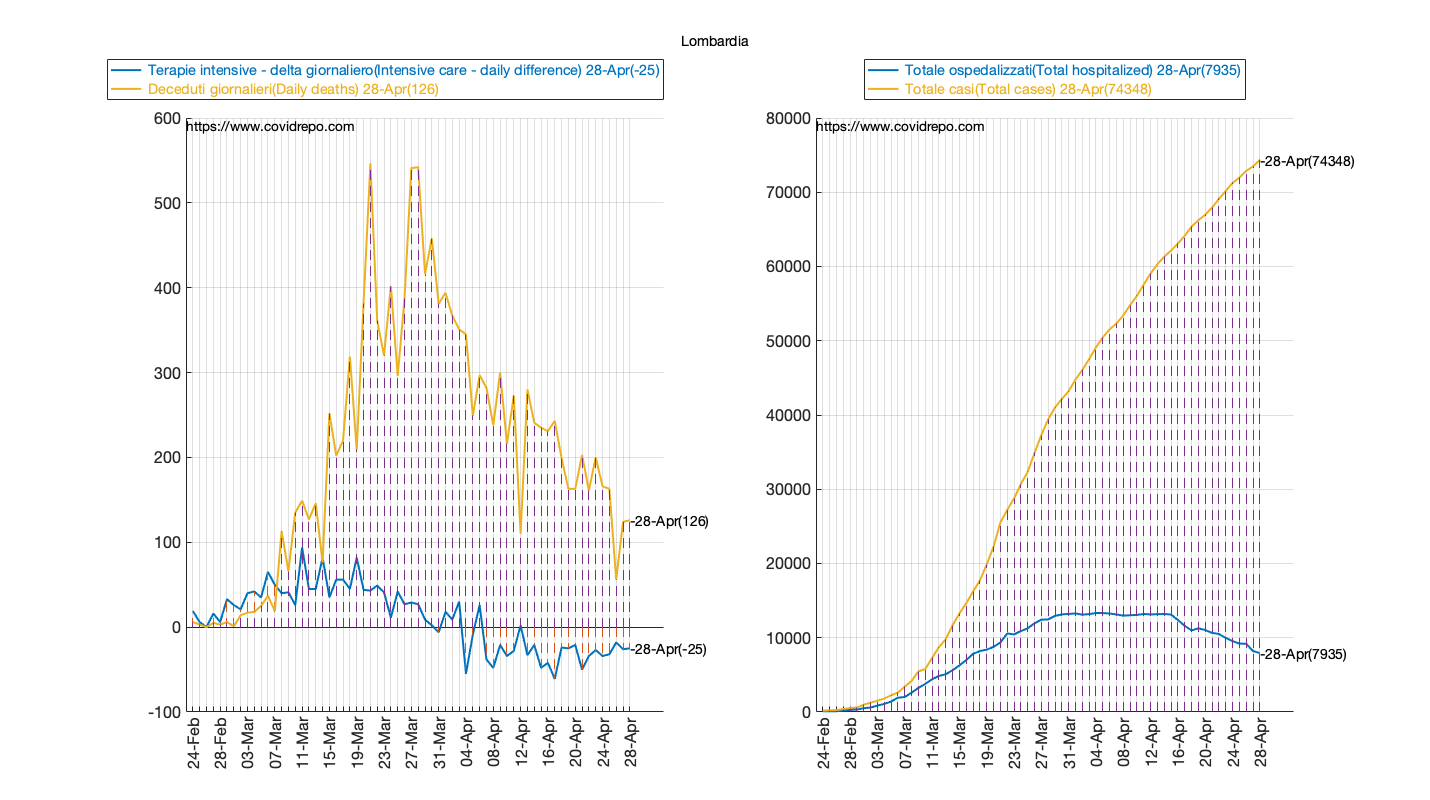 Lombardia
Terapie intensive - delta giornaliero(Intensive care - daily difference) 28-Apr(-25)
Deceduti giornalieri(Daily deaths) 28-Apr(126)
https://www.covidrepo.com
600
500
400
300
200
100
0
-100
-28-Apr(126)
-28-Apr(-25)
24-Feb
28-Feb
03-Mar
07-Mar
11-Mar
15-Mar
19-Mar
23-Mar
27-Mar
31-Mar
04-Apr
08-Apr
12-Apr
16-Apr
20-Apr
24-Apr
28-Apr
Totale ospedalizzati(Total hospitalized) 28-Apr(7935)
Totale casi(Total cases) 28-Apr(74348)
https://www.covidrepo.com
80000
70000
60000
50000
40000
30000
20000
10000
0
-28-Apr(74348)
-28-Apr(7935)
24-Feb
28-Feb
03-Mar
07-Mar
11-Mar
15-Mar
19-Mar
23-Mar
27-Mar
31-Mar
04-Apr
08-Apr
12-Apr
16-Apr
20-Apr
24-Apr
28-Apr